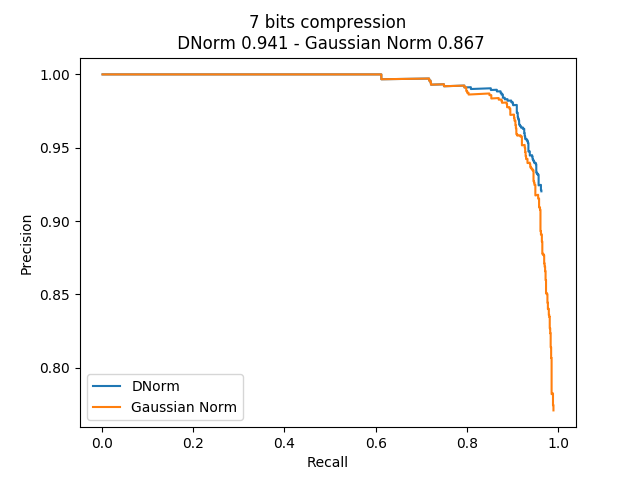 7 bits compression
DNorm 0.941 - Gaussian Norm 0.867
1.00
0.95
0.90
0.85
0.80
Precision
DNorm
Gaussian Norm
0.0 0.2 0.4 0.6 0.8 1.0
Recall